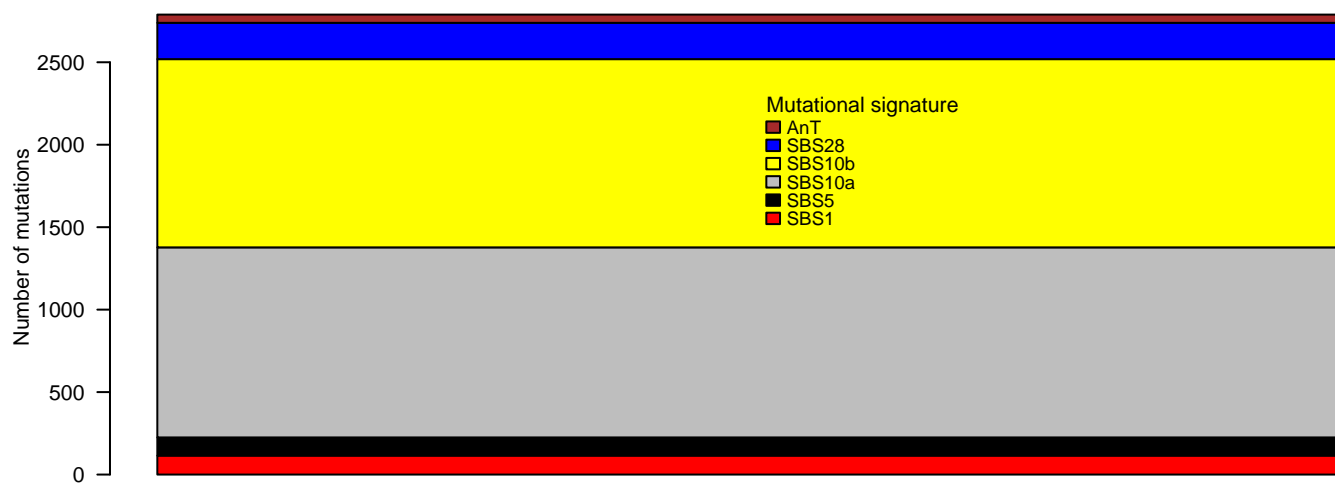 Number of mutations
2500
2000
1500
1000
500
0
Mutational signature
AnT
SBS28
SBS10b
SBS10a
SBS5
SBS1